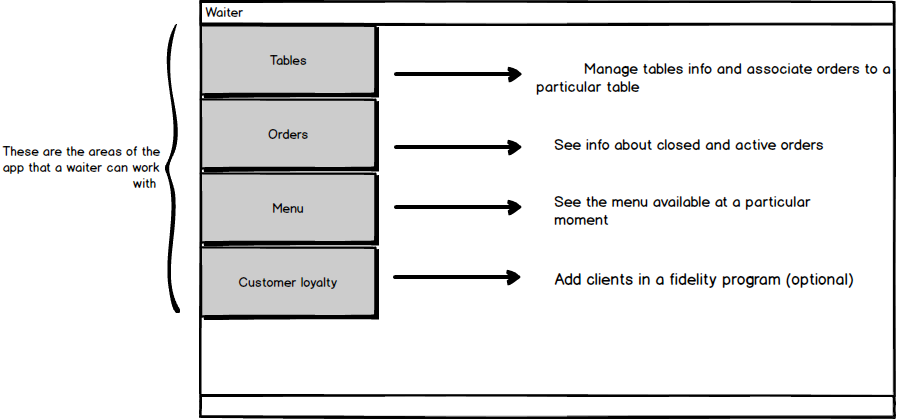 Waiter
Tables
Manage tables info and associate orders to a
particular table
Orders
See info about closed and active orders
These are the areas of the
app that a waiter can work
with
Menu
See the menu available at a particular
moment
Customer loyalty
Add clients in a fidelity program (optional)